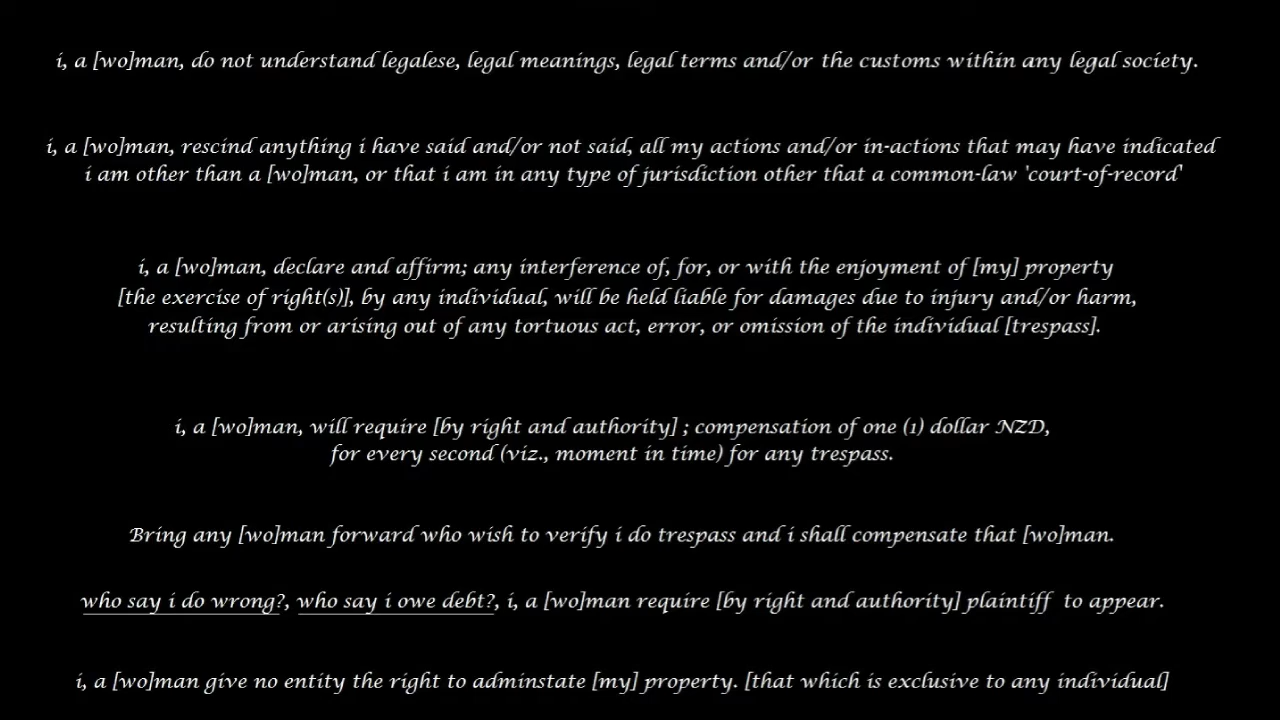 i, a [wo]man, do not understand legalese, legal meanings, legal terms and/or the customs within any legal society.
i, a [wo]man, rescind anything i have said and/or not said, all my actions and/or in-actions that may have indicated
i am other than a [wo]man, or that i am in any type of jurisdiction other that a common-law 'court-of-record'
i, a [wo]man, declare and affirm; any interference of, for, or with the enjoyment of [my] property
[the exercise of right(s)], by any individual, will be held liable for damages due to injury and/or harm,
resulting from or arising out of any tortuous act, error, or omission of the individual [trespass].
i, a [wo]man, will require [by right and authority] ; compensation of one (1) dollar NZD,
for every second (viz., moment in time) for any trespass.
Bring any [wo]man forward who wish to verify i do trespass and i shall compensate that [wo]man.
who say i do wrong?, who say i owe debt?, i, a [wo]man require [by right and authority] plaintiff to appear.
i, a [wo]man give no entity the right to adminstate [my] property. [that which is exclusive to any individual]